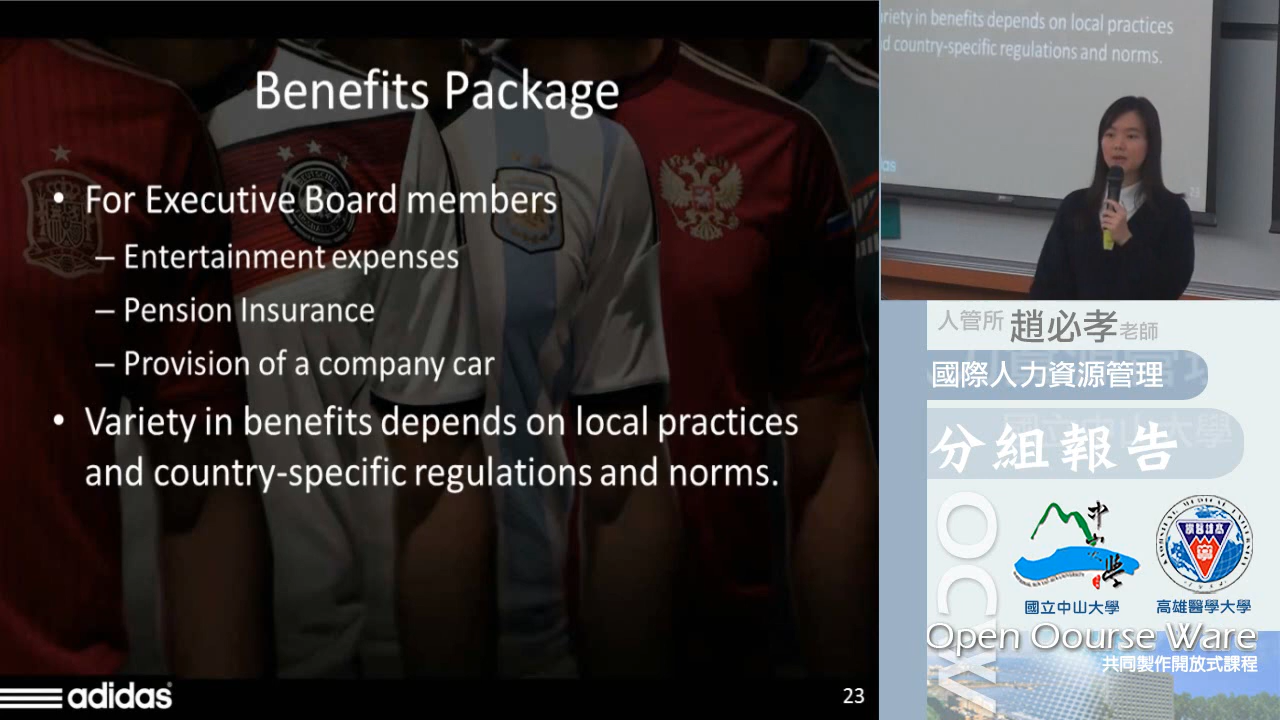 Benefits Package
• For Executive Board members
– Entertainment expenses
– Pension Insurance
– Provision of a company car
• Variety in benefits depends on local practices
and country-specific regulations and norms.
adidas
23
riety in benefits depends on local practices
d country-specific regulations and norms.
as
23
人管所 趙必孝老師
國際人力資源管理
分組報告
OCW
國立中山大學
高雄醫學大學
Open Oourse Ware
共同製作開放式課程